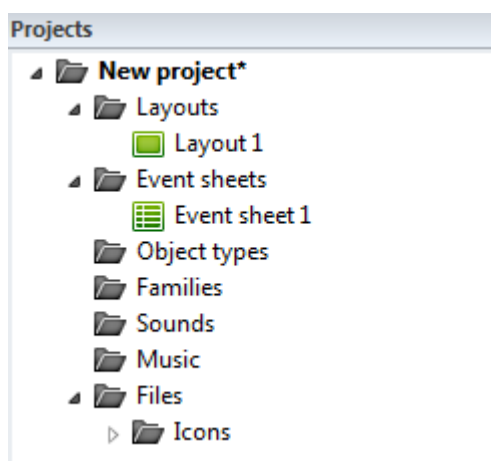 Projects
New project*
Layouts
Layout 1
Event sheets
Event sheet 1
Object types
Families
Sounds
Music
Files
Icons